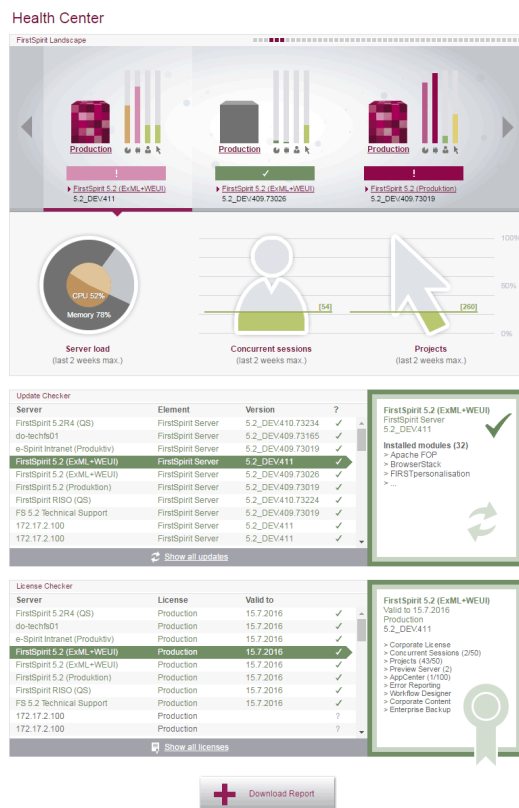 Health Center
FirstSpirit Landscape
Production
Production
Production
!
✓
!
FirstSpirit 5.2 (ExML+WEUI)
5.2_DEV.411
FirstSpirit 5.2 (ExML+WEUI)
5.2_DEV.409.73026
FirstSpirit 5.2 (Produktion)
5.2_DEV.409.73019
100%
50%
0%
CPU 52%
Memory 78%
[54]
[260]
Server load
(last 2 weeks max.)
Concurrent sessions
(last 2 weeks max.)
Projects
(last 2 weeks max.)
Update Checker
Server Element Version ?
FirstSpirit 5.2R4 (QS) FirstSpirit Server 5.2_DEV.410.73234 ✓
do-techfs01 FirstSpirit Server 5.2_DEV.409.73165 ✓
e-Spirit Intranet (Produktiv) FirstSpirit Server 5.2_DEV.409.73019 ✓
FirstSpirit 5.2 (ExML+WEUI) FirstSpirit Server 5.2_DEV.411 ✓
FirstSpirit 5.2 (ExML+WEUI) FirstSpirit Server 5.2_DEV.409.73026 ✓
FirstSpirit 5.2 (Produktion) FirstSpirit Server 5.2_DEV.409.73019 ✓
FirstSpirit RISO (QS) FirstSpirit Server 5.2_DEV.410.73224 ✓
FS 5.2 Technical Support FirstSpirit Server 5.2_DEV.409.73019 ✓
172.17.2.100 FirstSpirit Server 5.2_DEV.411 ✓
172.17.2.100 FirstSpirit Server 5.2_DEV.411 ✓
Show all updates
FirstSpirit 5.2 (ExML+WEUI)
FirstSpirit Server
5.2_DEV.411
Installed modules (32)
> Apache FOP
> BrowserStack
> FIRSTpersonalisation
> ...
License Checker
Server License Valid to
FirstSpirit 5.2R4 (QS) Production 15.7.2016 ✓
do-techfs01 Production 15.7.2016 ✓
e-Spirit Intranet (Produktiv) Production 15.7.2016 ✓
FirstSpirit 5.2 (ExML+WEUI) Production 15.7.2016 ✓
FirstSpirit 5.2 (ExML+WEUI) Production 15.7.2016 ✓
FirstSpirit 5.2 (Produktion) Production 15.7.2016 ✓
FirstSpirit RISO (QS) Production 15.7.2016 ✓
FS 5.2 Technical Support Production 15.7.2016 ✓
172.17.2.100 Production ?
172.17.2.100 Production ?
Show all licenses
FirstSpirit 5.2 (ExML+WEUI)
Valid to 15.7.2016
Production
5.2_DEV.411
> Corporate License
> Concurrent Sessions (2/50)
> Projects (43/50)
> Preview Server (2)
> AppCenter (1/100)
> Error Reporting
> Workflow Designer
> Corporate Content
> Enterprise Backup
Download Report